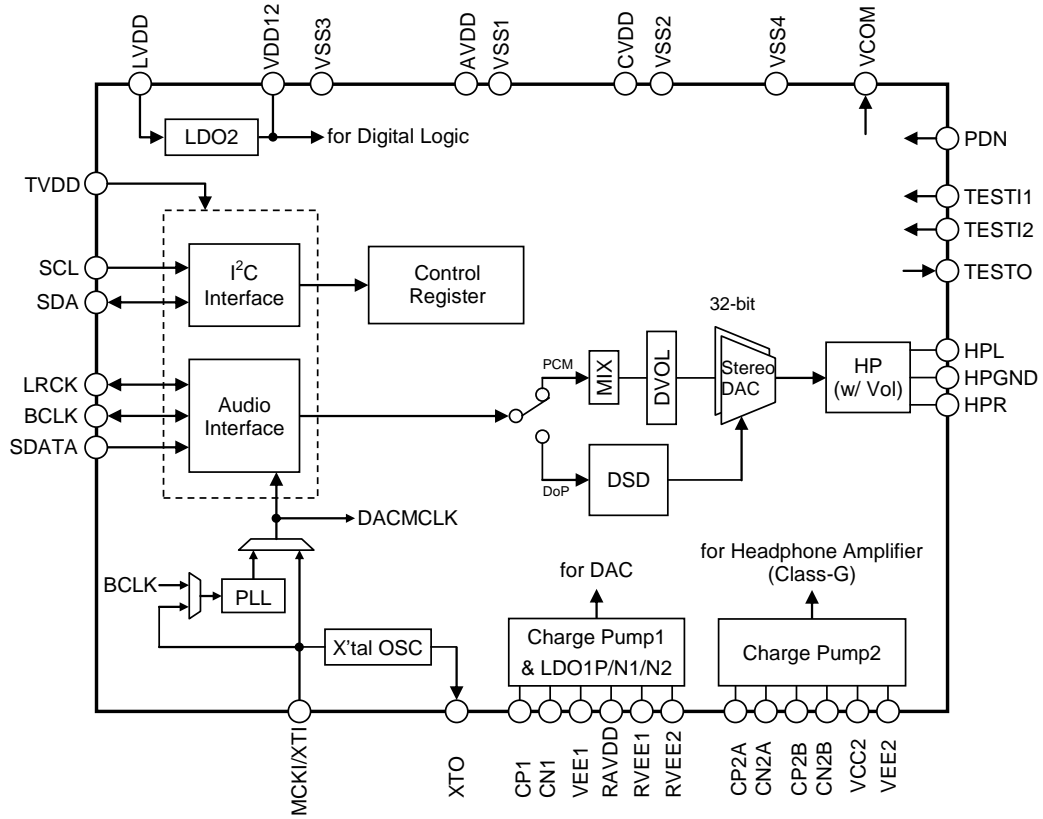 LVDD
VDD12
VSS3
AVDD
VSS1
CVDD
VSS2
VSS4
VCOM
LDO2
for Digital Logic
PDN
TVDD
TESTI1
TESTI2
TESTO
SCL
SDA
I²C
Interface
Control
Register
32-bit
LRCK
BCLK
SDATA
Audio
Interface
PCM
MIX
DVOL
Stereo
DAC
HP
(w/ Vol)
HPL
HPGND
HPR
DoP
DSD
DACMCLK
BCLK
PLL
X'tal OSC
for DAC
for Headphone Amplifier
(Class-G)
Charge Pump1
& LDO1P/N1/N2
Charge Pump2
MCKI/XTI
XTO
CP1
CN1
VEE1
RAVDD
RVEE1
RVEE2
CP2A
CN2A
CP2B
CN2B
VCC2
VEE2